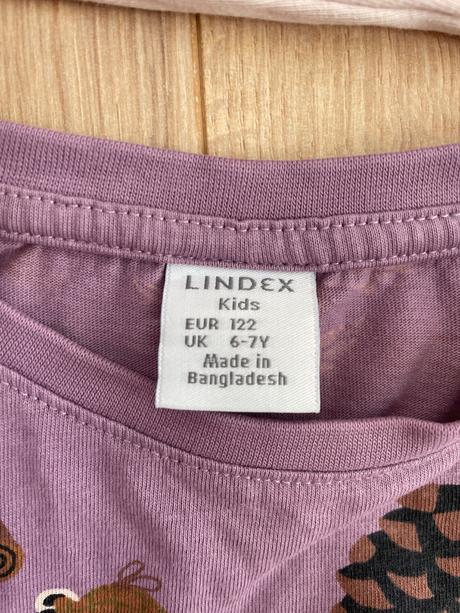 LINDEX
Kids
EUR 122
UK 6-7Y
Made in
Bangladesh